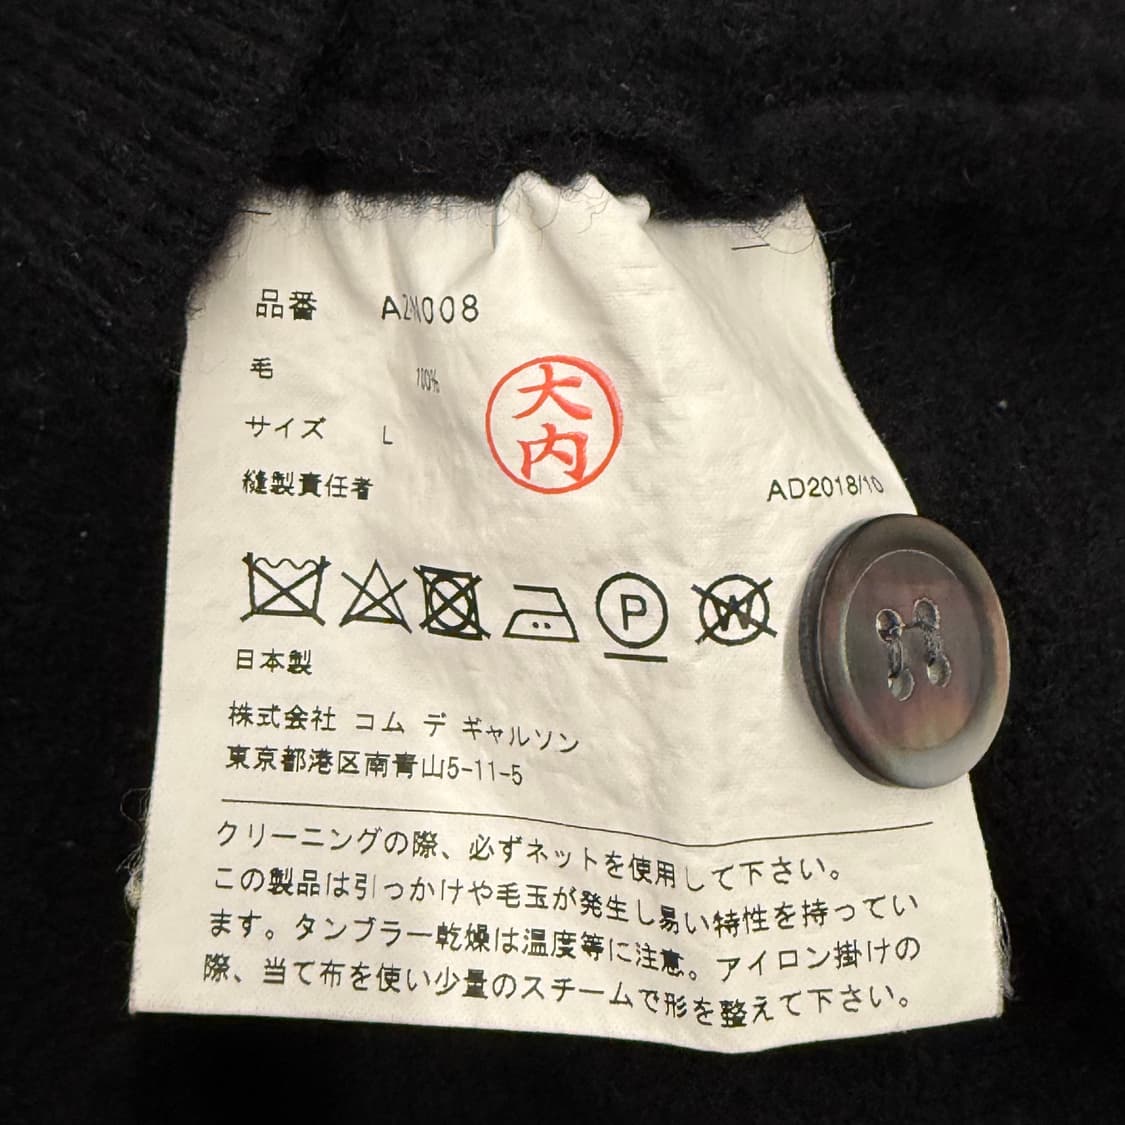 品番 A2N008
毛 100%
サイズ L
縫製責任者
大内
AD2018/10
P
W
日本製
株式会社 コム デ ギャルソン
東京都港区南青山5-11-5
クリーニングの際、必ずネットを使用して下さい。
この製品は引っかけや毛玉が発生し易い特性を持ってい
ます。タンブラー乾燥は温度等に注意。アイロン掛けの
際、当て布を使い少量のスチームで形を整えて下さい。